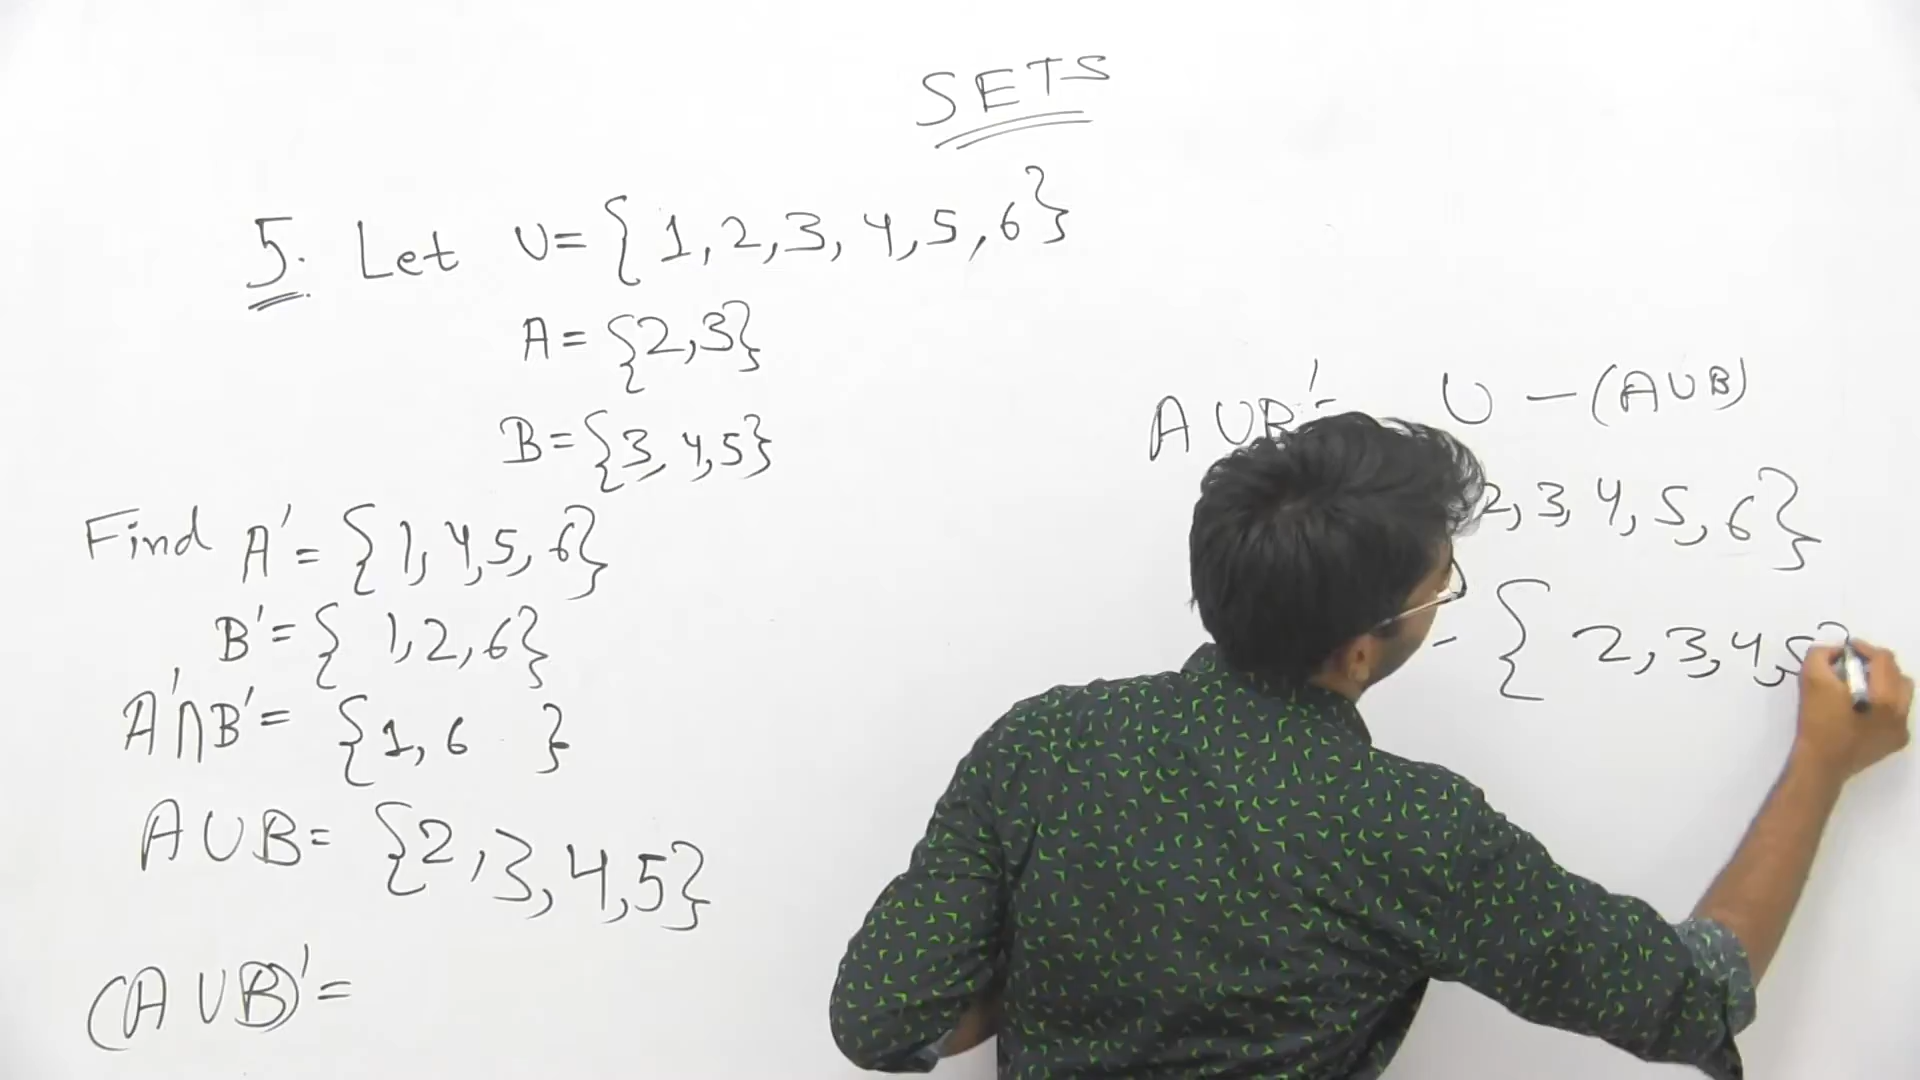 SETS
5. Let U= { 1, 2, 3, 4, 5, 6 }
A = {2,3}
B = {3, 4,5}
Find A' = { 1, 4,5, 6}
, B' = { 1,2, 6}
A'∩B' = {1, 6 }
A ∪ B = {2, 3, 4,5}
(A ∪ B)' =
A ∪ B' = U - (A ∪ B)
2, 3, 4, 5, 6}
- { 2, 3, 4, 5}